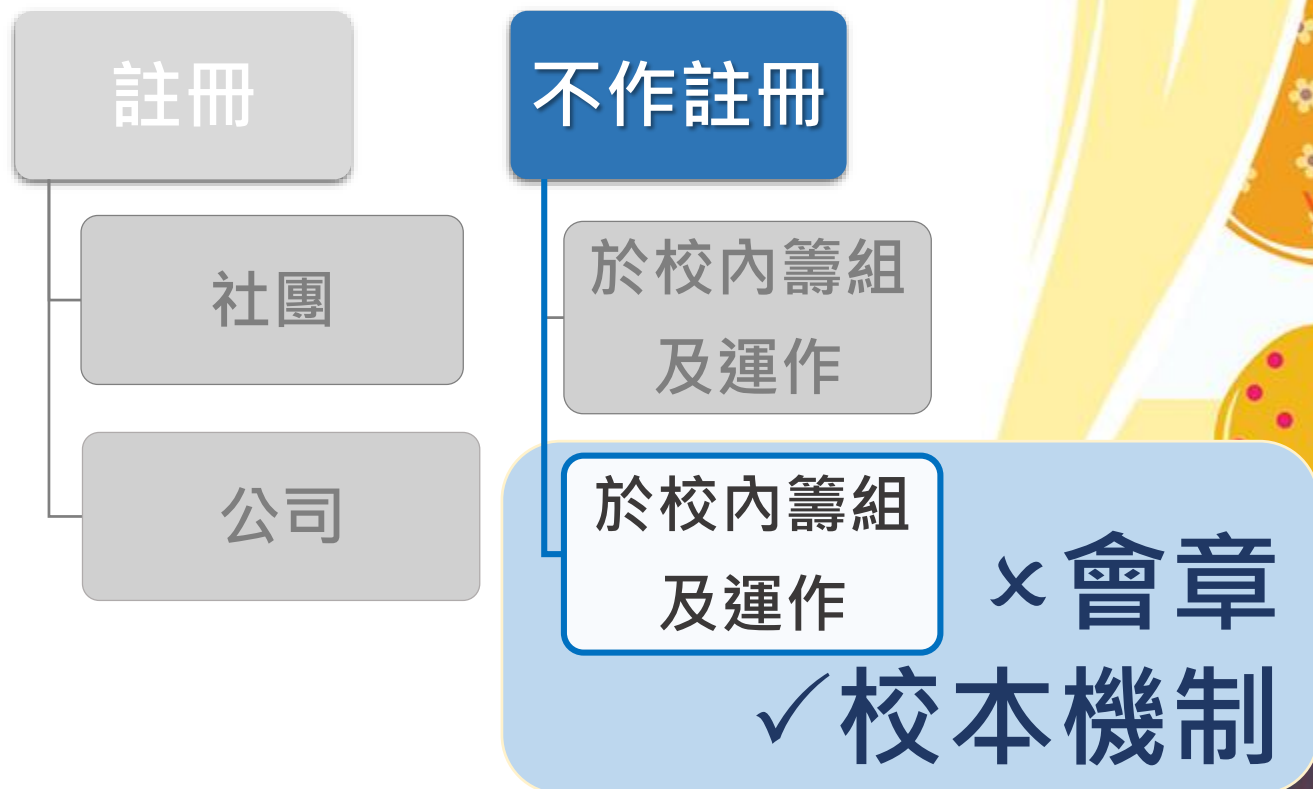 註冊
社團
公司
不作註冊
於校內籌組
及運作
於校內籌組
及運作
×會章
✓校本機制